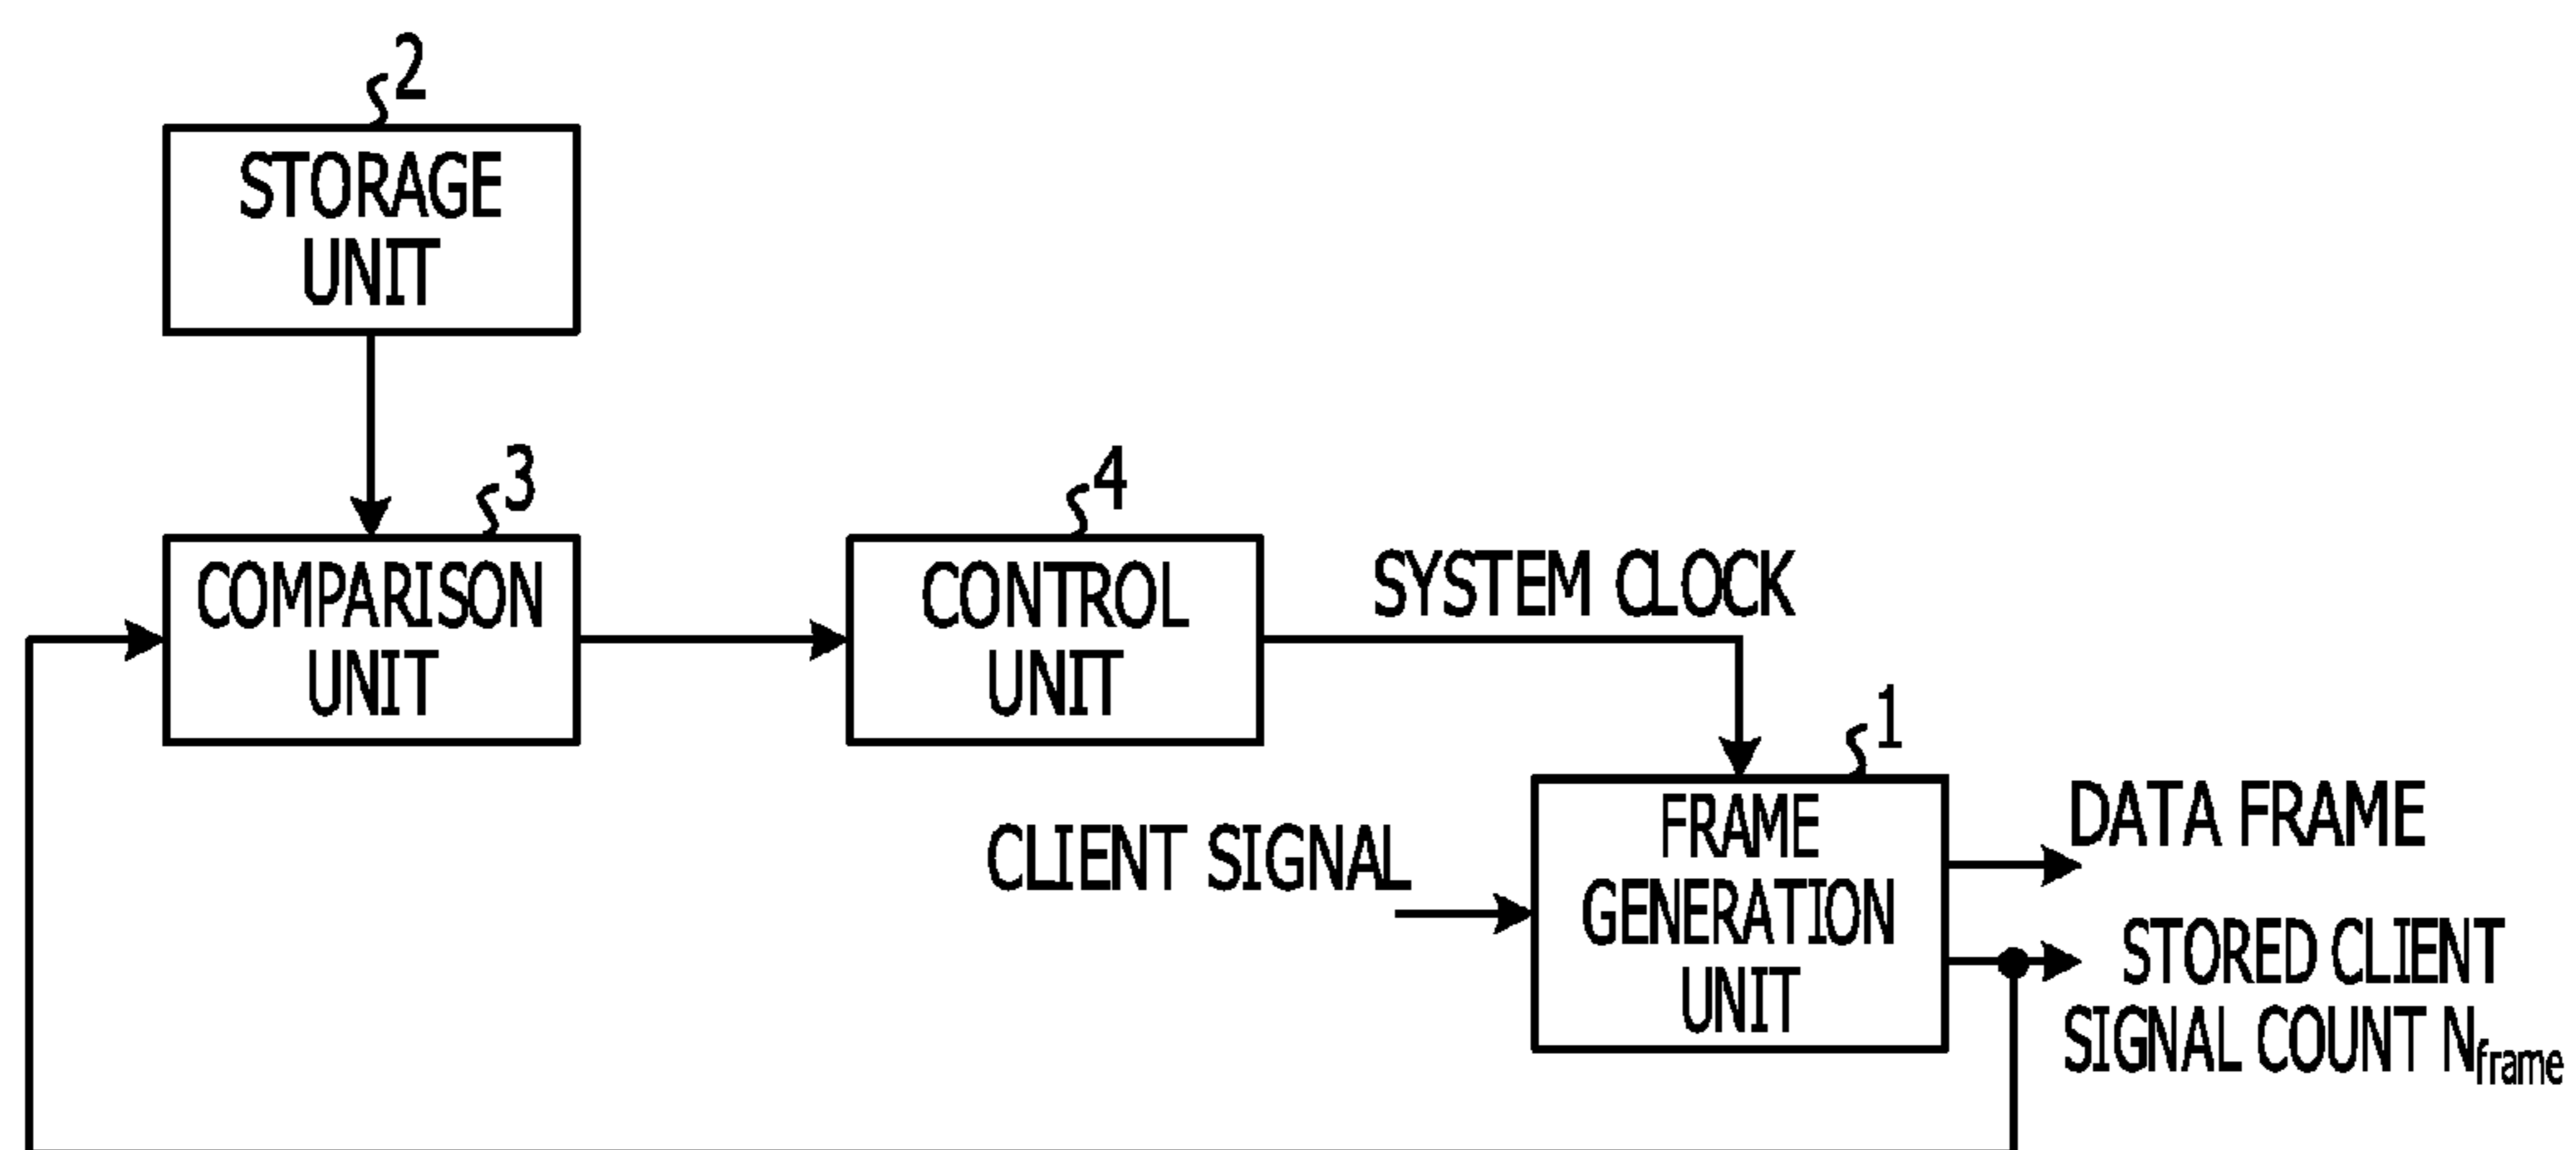 2
STORAGE
UNIT
3
COMPARISON
UNIT
4
CONTROL
UNIT
SYSTEM CLOCK
CLIENT SIGNAL
1
FRAME
GENERATION
UNIT
DATA FRAME
STORED CLIENT
SIGNAL COUNT Nframe